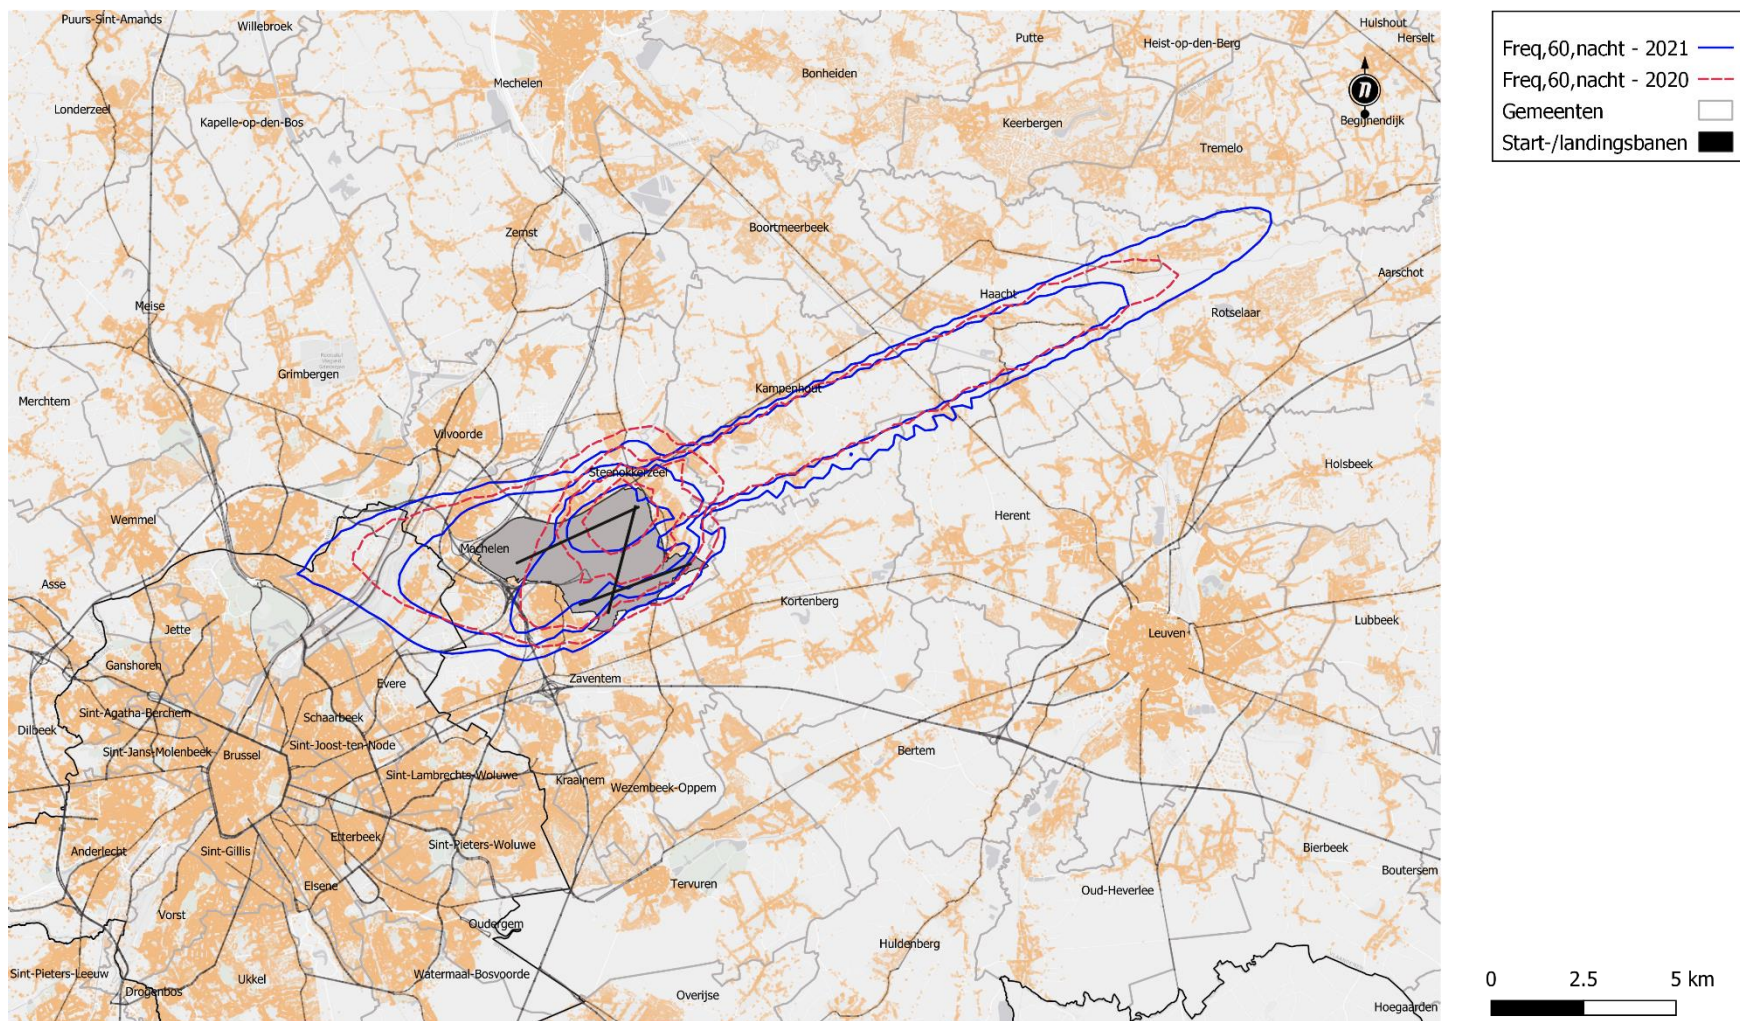 Puurs-Sint-Amands
Willebroek
Hulshout
Herselt
Putte
Heist-op-den-Berg
Bonheiden
Mechelen
Londerzeel
Kapelle-op-den-Bos
Keerbergen
Begijnendijk
Tremelo
Zemst
Boortmeerbeek
Aarschot
Meise
Haacht
Rotselaar
Grimbergen
Kampenhout
Merchtem
Vilvoorde
Steenokkerzeel
Holsbeek
Wemmel
Herent
Machelen
Asse
Kortenberg
Lubbeek
Jette
Leuven
Ganshoren
Evere
Zaventem
Sint-Agatha-Berchem
Schaarbeek
Dilbeek
Sint-Jans-Molenbeek
Brussel
Sint-Joost-ten-Node
Bertem
Sint-Lambrechts-Woluwe
Kraainem
Wezembeek-Oppem
Etterbeek
Sint-Pieters-Woluwe
Anderlecht
Sint-Gillis
Bierbeek
Boutersem
Elsene
Tervuren
Oud-Heverlee
Vorst
Oudergem
Huldenberg
Sint-Pieters-Leeuw
Ukkel
Watermaal-Bosvoorde
Drogenbos
Overijse
Hoegaarden
n
Freq,60,nacht - 2021
Freq,60,nacht - 2020
Gemeenten
Start-/landingsbanen
0 2.5 5 km